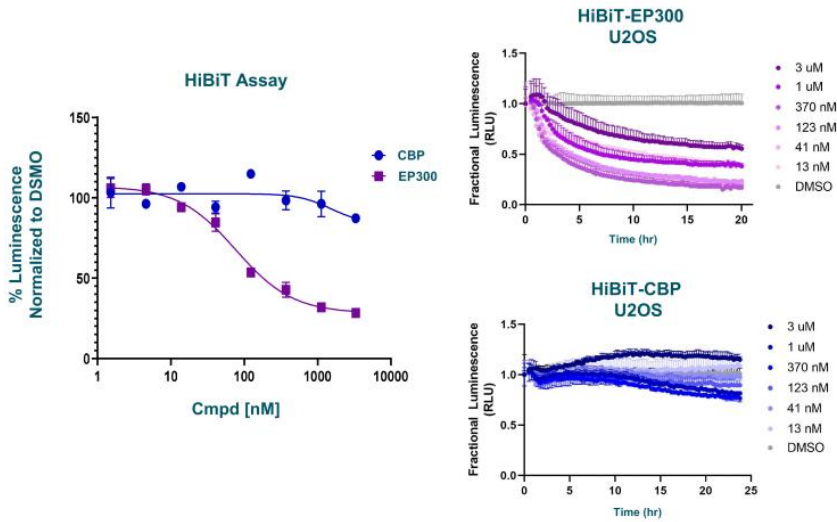 HiBiT Assay
% Luminescence
Normalized to DSMO
150
100
50
0
1
10
100
1000
10000
Cmpd [nM]
CBP
EP300
HiBiT-EP300
U2OS
Fractional Luminescence
(RLU)
1.5
1.0
0.5
0.0
0
5
10
15
20
Time (hr)
3 uM
1 uM
370 nM
123 nM
41 nM
13 nM
DMSO
HiBiT-CBP
U2OS
Fractional Luminescence
(RLU)
1.5
1.0
0.5
0.0
0
5
10
15
20
25
Time (hr)
3 uM
1 uM
370 nM
123 nM
41 nM
13 nM
DMSO